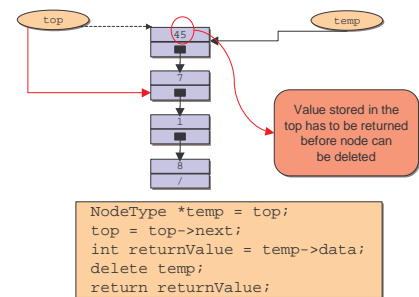 top
temp
45
7
1
8
/
Value stored in the
top has to be returned
before node can
be deleted
NodeType *temp = top;
top = top->next;
int returnValue = temp->data;
delete temp;
return returnValue;